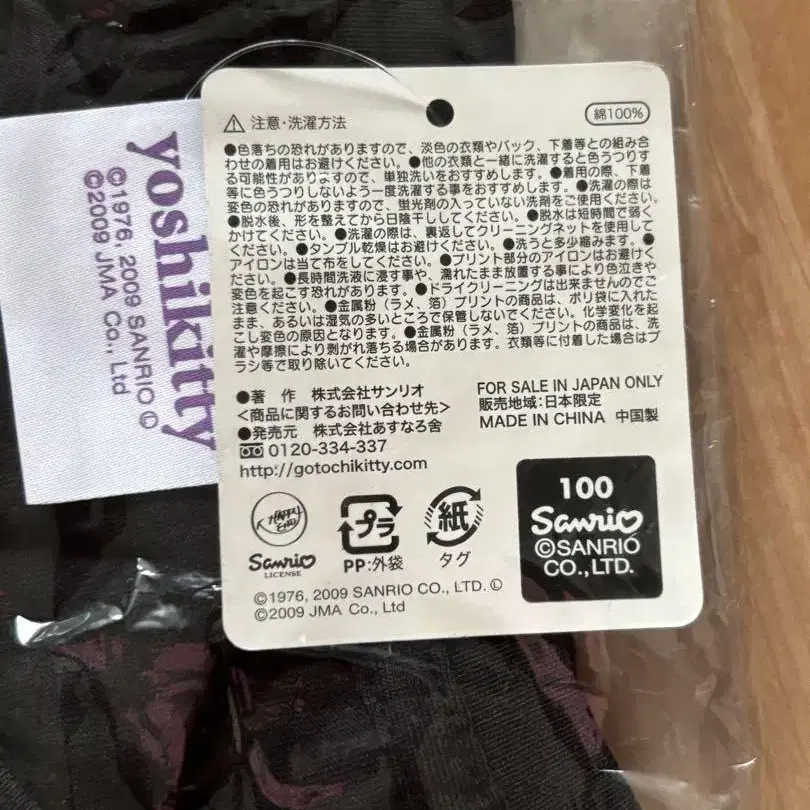 yoshikitty
©1976, 2009 SANRIO Ⓛ
©2009 JMA Co., Ltd
⚠ 注意・洗濯方法
綿100%
●色落ちの恐れがありますので、淡色の衣類やバック、下着等との組み合
わせの着用はお避けください。●他の衣類と一緒に洗濯すると色うつりす
る可能性がありますので、単独洗いをおすすめします。●着用の際、下着
等に色うつりしないよう一度洗濯する事をおすすめします。●洗濯の際は
変色の恐れがありますので、蛍光剤の入っていない洗剤をご使用ください。
●脱水後、形を整えてから日陰干ししてください。●脱水は短時間で弱く
かけてください。●洗濯の際は、裏返してクリーニングネットを使用して
ください。●タンブル乾燥はお避けください。●洗うと多少縮みます。●
アイロンは当て布をしてください。●プリント部分のアイロンはお避けくだ
さい。●長時間洗液に浸す事や、濡れたまま放置する事により色泣きや
変色を起こす恐れがあります。●ドライクリーニングは出来ませんのでご
注意ください。●金属粉（ラメ、箔）プリントの商品は、ポリ袋に入れた
まま、あるいは湿気の多いところで保管しないでください。化学変化を起
こし変色の原因となります。●金属粉（ラメ、箔）プリントの商品は、洗
濯や摩擦により剥がれ落ちる場合があります。衣類等に付着した場合はブ
ラシ等で取り除いてください。
●著 作 株式会社サンリオ
〈商品に関するお問い合わせ先〉
●発売元 株式会社あすなろ舎
0120-334-337
http://gotochikitty.com
FOR SALE IN JAPAN ONLY
販売地域:日本限定
MADE IN CHINA 中国製
HAPPY END
Sanrio
LICENSE
プラ
PP:外袋
紙
タグ
100
Sanrio
©SANRIO
CO.,LTD.
©1976, 2009 SANRIO CO., LTD. Ⓛ
©2009 JMA Co., Ltd